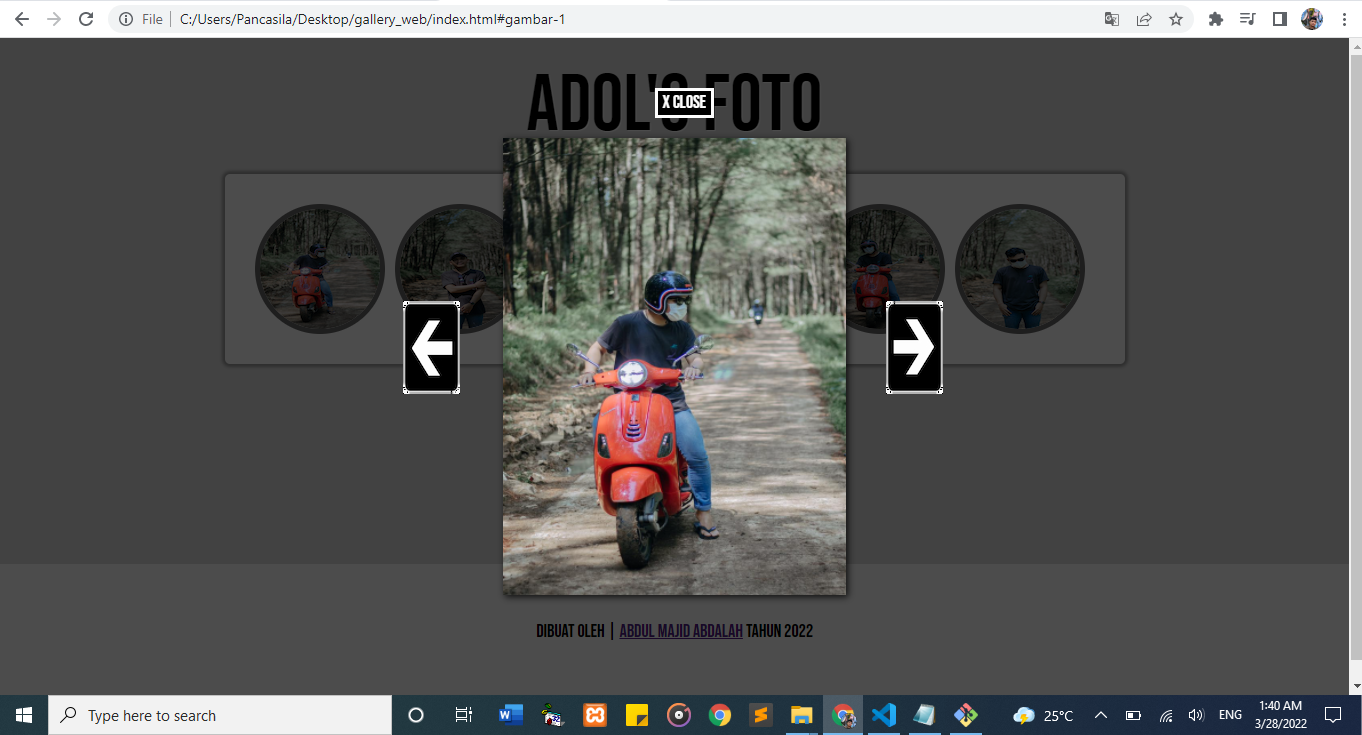 File
C:/Users/Pancasila/Desktop/gallery_web/index.html#gambar-1
ADOL'S FOTO
X CLOSE
DIBUAT OLEH | ABDUL MAJID ABDALAH TAHUN 2022
Type here to search
25°C
ENG
1:40 AM
3/28/2022